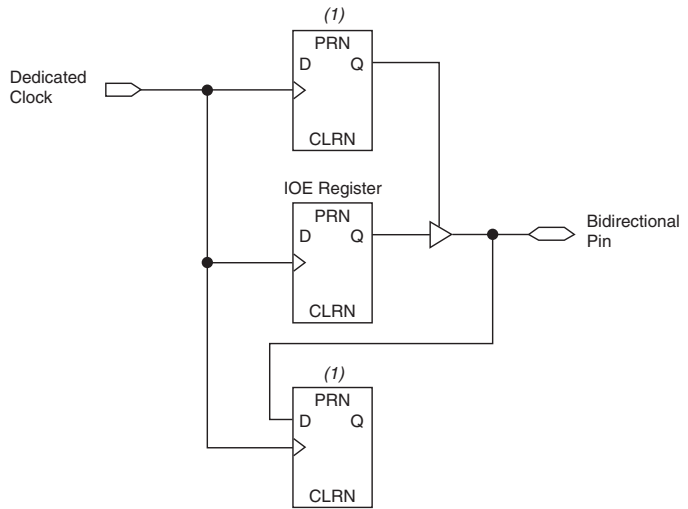 (1)
PRN
D Q
CLRN
Dedicated
Clock
IOE Register
PRN
D Q
CLRN
Bidirectional
Pin
(1)
PRN
D Q
CLRN